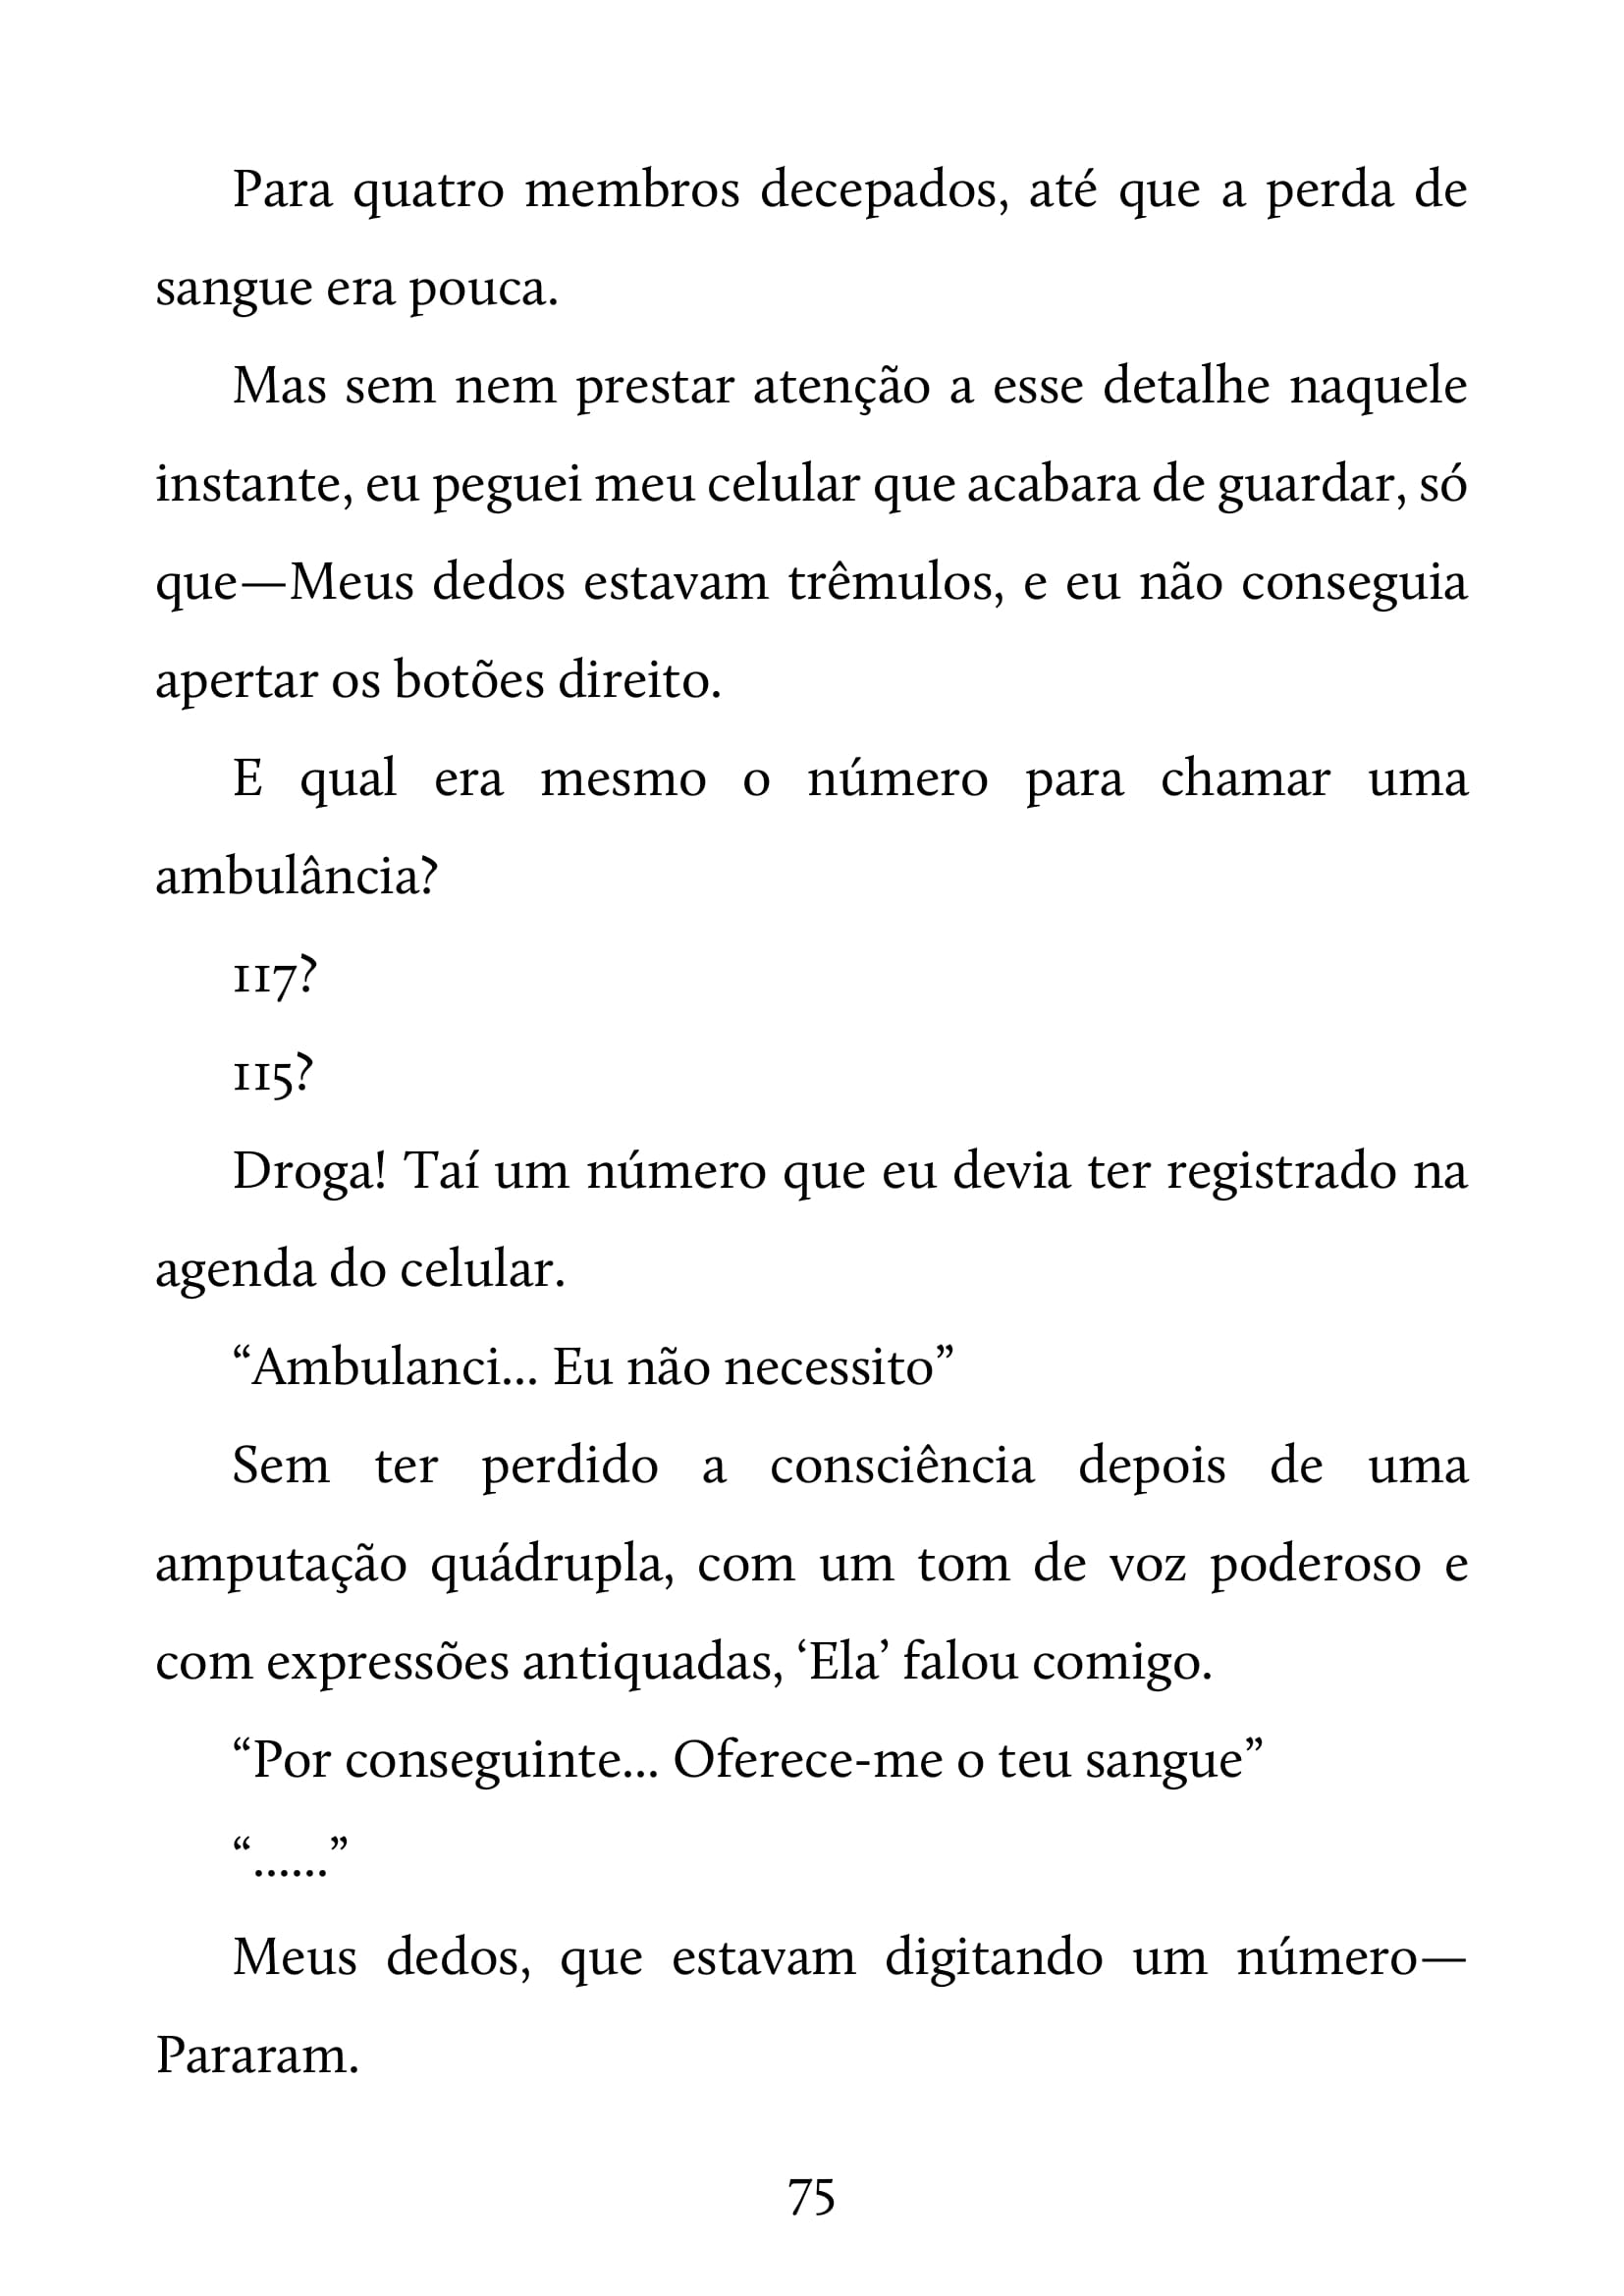 Para quatro membros decepados, até que a perda de
sangue era pouca.
Mas sem nem prestar atenção a esse detalhe naquele
instante, eu peguei meu celular que acabara de guardar, só
que—Meus dedos estavam trêmulos, e eu não conseguia
apertar os botões direito.
E qual era mesmo o número para chamar uma
ambulância?
117?
115?
Droga! Taí um número que eu devia ter registrado na
agenda do celular.
“Ambulanci... Eu não necessito”
Sem ter perdido a consciência depois de uma
amputação quádrupla, com um tom de voz poderoso e
com expressões antiquadas, ‘Ela’ falou comigo.
“Por conseguinte... Oferece-me o teu sangue”
“......”
Meus dedos, que estavam digitando um número—
Pararam.
75